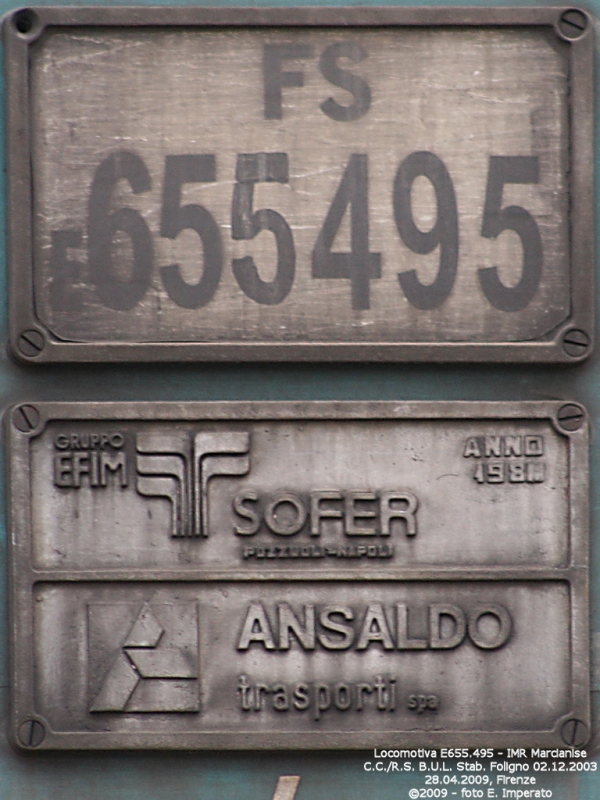 FS
E655495
GRUPPO
EFIM
ANNO
SOFER
POZZUOLI-NAPOLI
ANSALDO
trasporti spa
Locomotiva E655.495 - IMR Marcianise
C.C./R.S. B.U.L. Stab. Foligno 02.12.2003
28.04.2009, Firenze
©2009 - foto E. Imperato